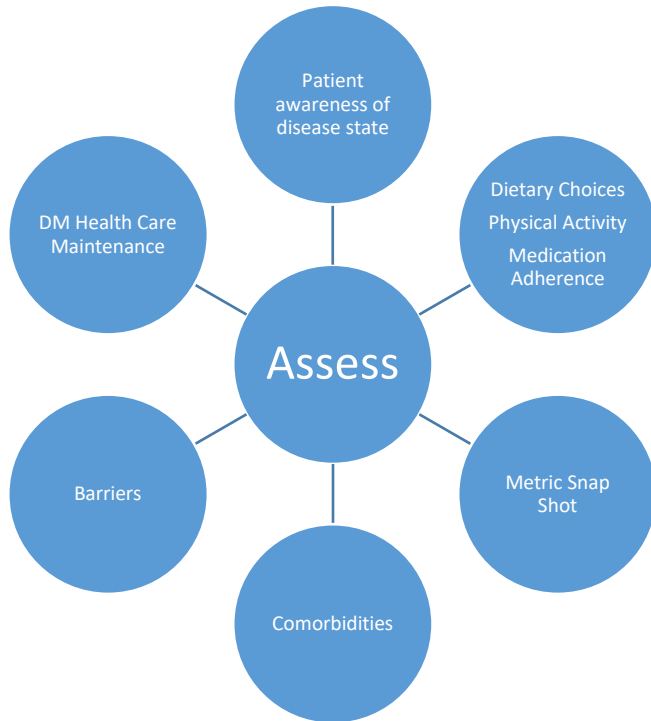 Patient
awareness of
disease state
Dietary Choices
Physical Activity
Medication
Adherence
Metric Snap
Shot
Comorbidities
Barriers
DM Health Care
Maintenance
Assess